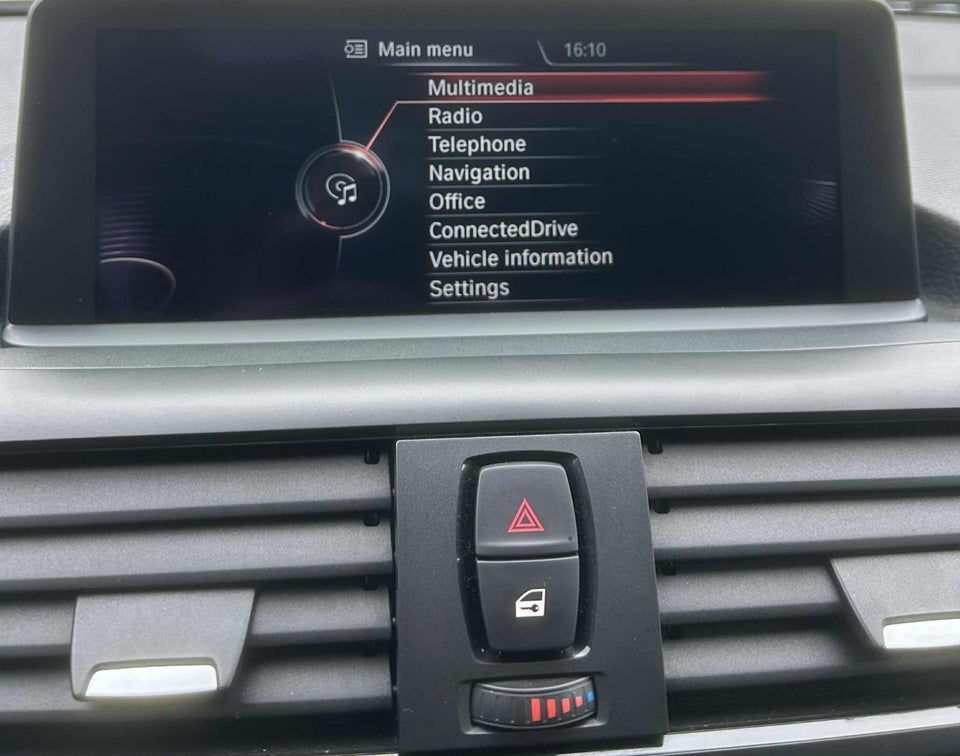 Main menu 16:10
Multimedia
Radio
Telephone
Navigation
Office
ConnectedDrive
Vehicle information
Settings